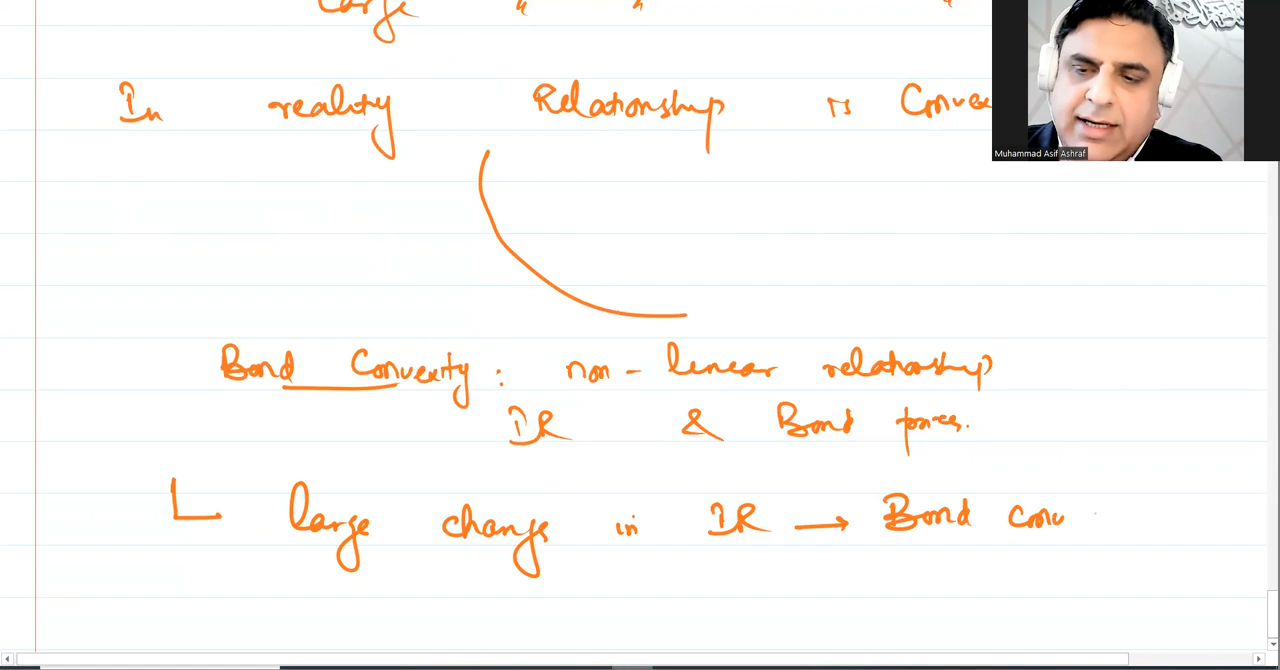 large " " "
In reality Relationship is Convex
Muhammad Asif Ashraf
Bond Convexity : non - linear relationship
IR & Bond prices.
large change in IR → Bond conv